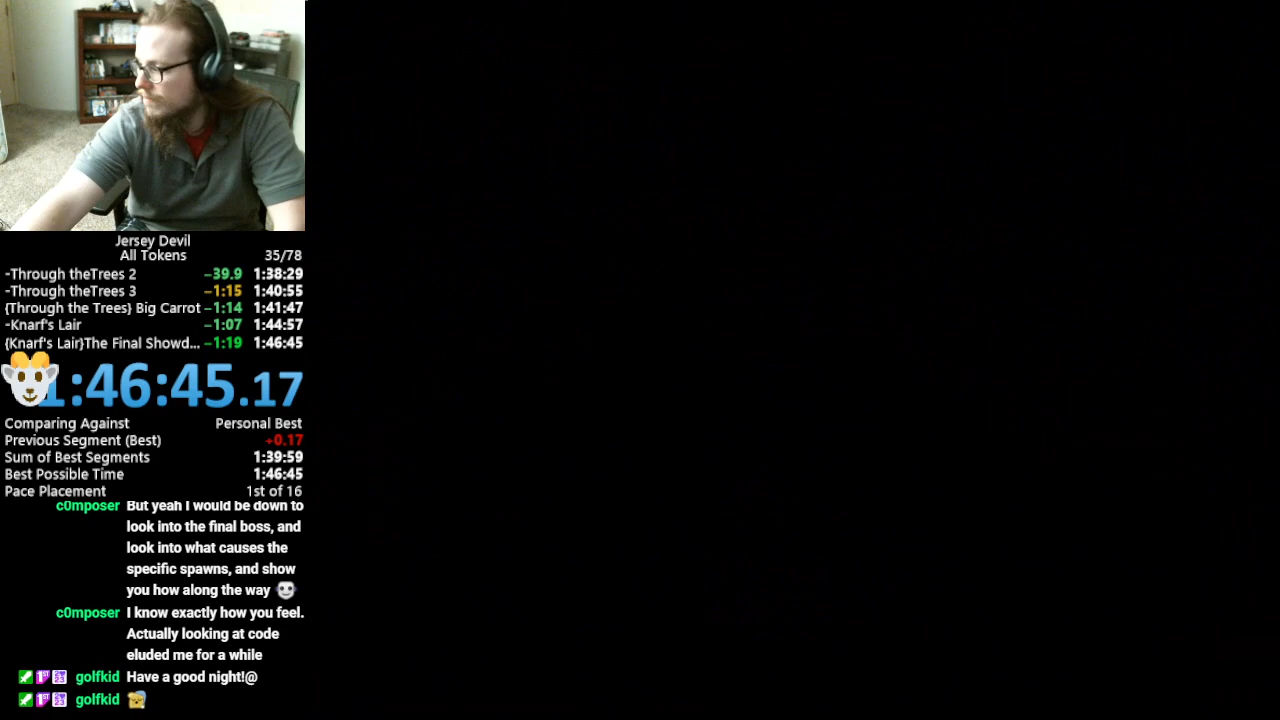 Jersey Devil
All Tokens 35/78
-Through theTrees 2 −39.9 1:38:29
-Through theTrees 3 −1:15 1:40:55
{Through the Trees} Big Carrot −1:14 1:41:47
-Knarf's Lair −1:07 1:44:57
{Knarf's Lair}The Final Showd... −1:19 1:46:45
1:46:45.17
Comparing Against Personal Best
Previous Segment (Best) +0.17
Sum of Best Segments 1:39:59
Best Possible Time 1:46:45
Pace Placement 1st of 16
c0mposer But yeah I would be down to
look into the final boss, and
look into what causes the
specific spawns, and show
you how along the way
c0mposer I know exactly how you feel.
Actually looking at code
eluded me for a while
golfkid Have a good night!@
golfkid